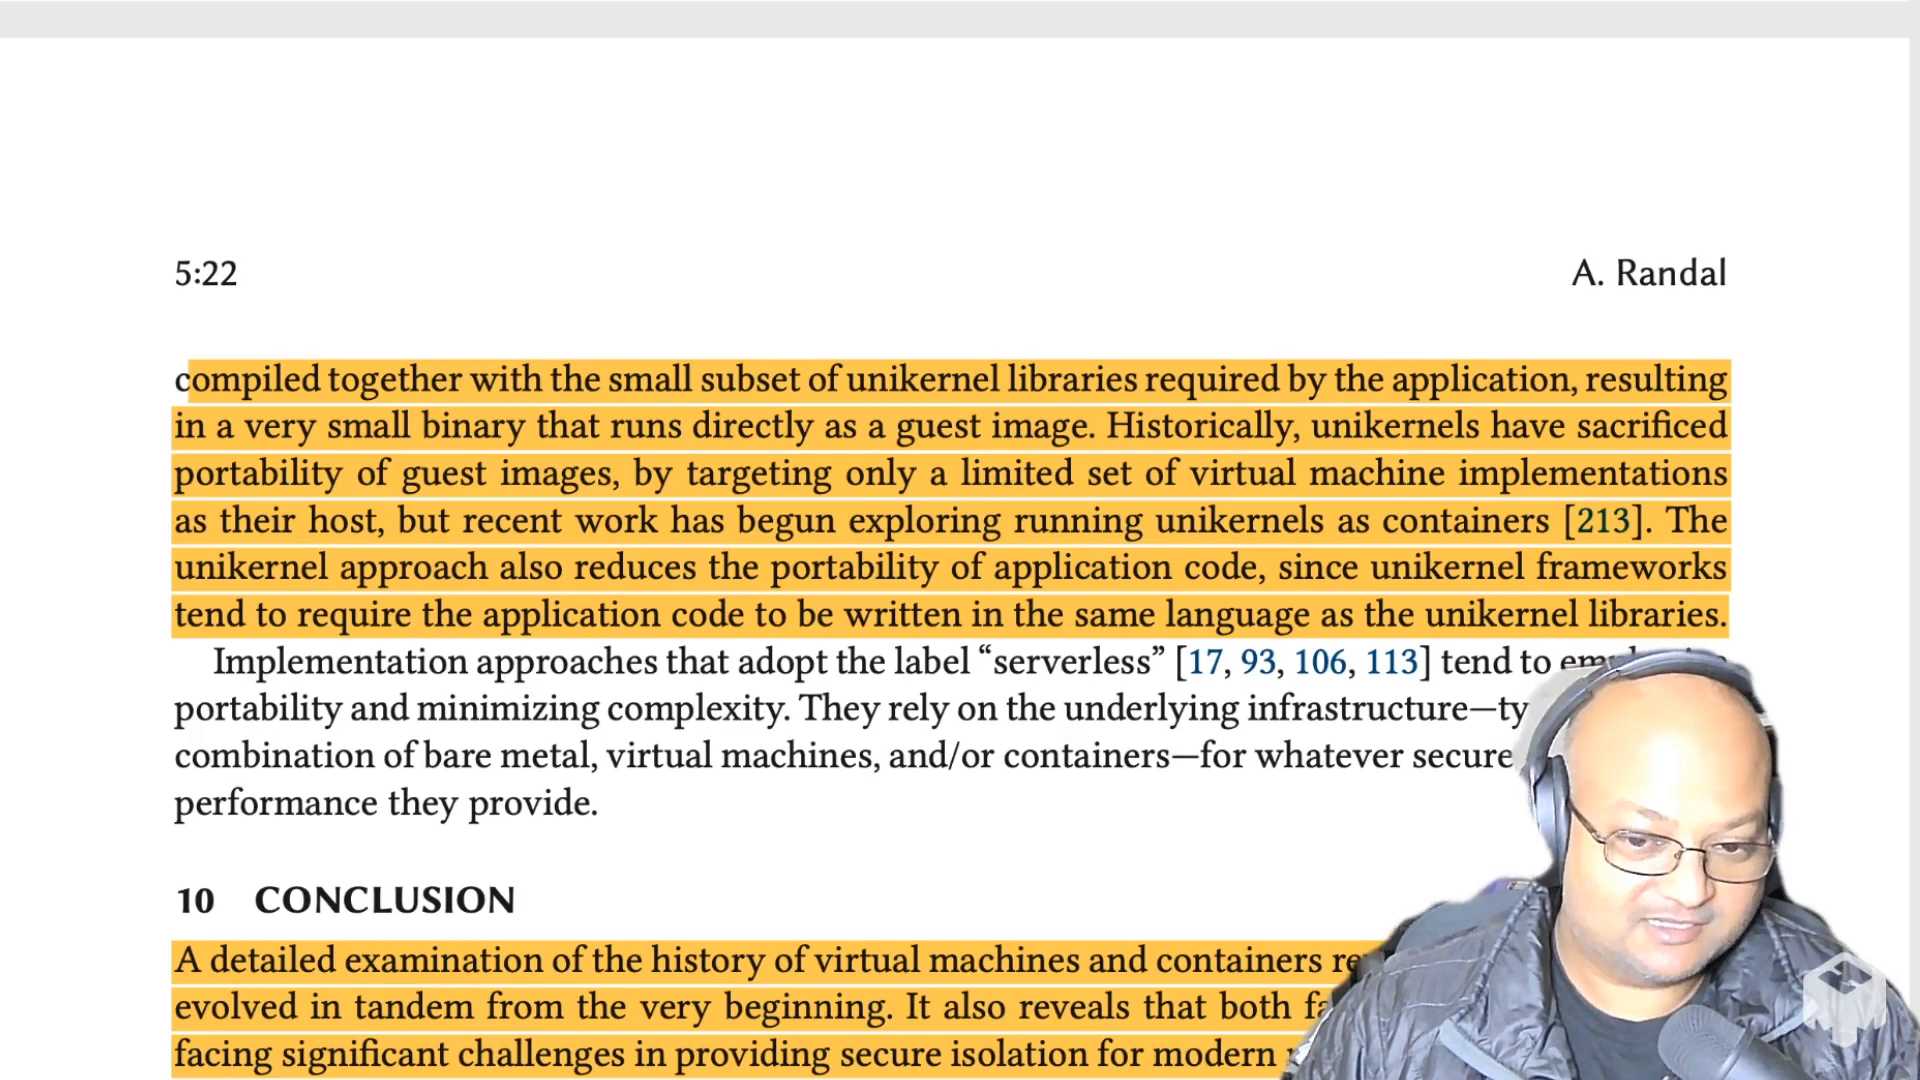 5:22
A. Randal
compiled together with the small subset of unikernel libraries required by the application, resulting
in a very small binary that runs directly as a guest image. Historically, unikernels have sacrificed
portability of guest images, by targeting only a limited set of virtual machine implementations
as their host, but recent work has begun exploring running unikernels as containers [213]. The
unikernel approach also reduces the portability of application code, since unikernel frameworks
tend to require the application code to be written in the same language as the unikernel libraries.
Implementation approaches that adopt the label “serverless” [17, 93, 106, 113] tend to
portability and minimizing complexity. They rely on the underlying infrastructure—
combination of bare metal, virtual machines, and/or containers—for whatever secure
performance they provide.
10 CONCLUSION
A detailed examination of the history of virtual machines and containers
evolved in tandem from the very beginning. It also reveals that both
facing significant challenges in providing secure isolation for modern